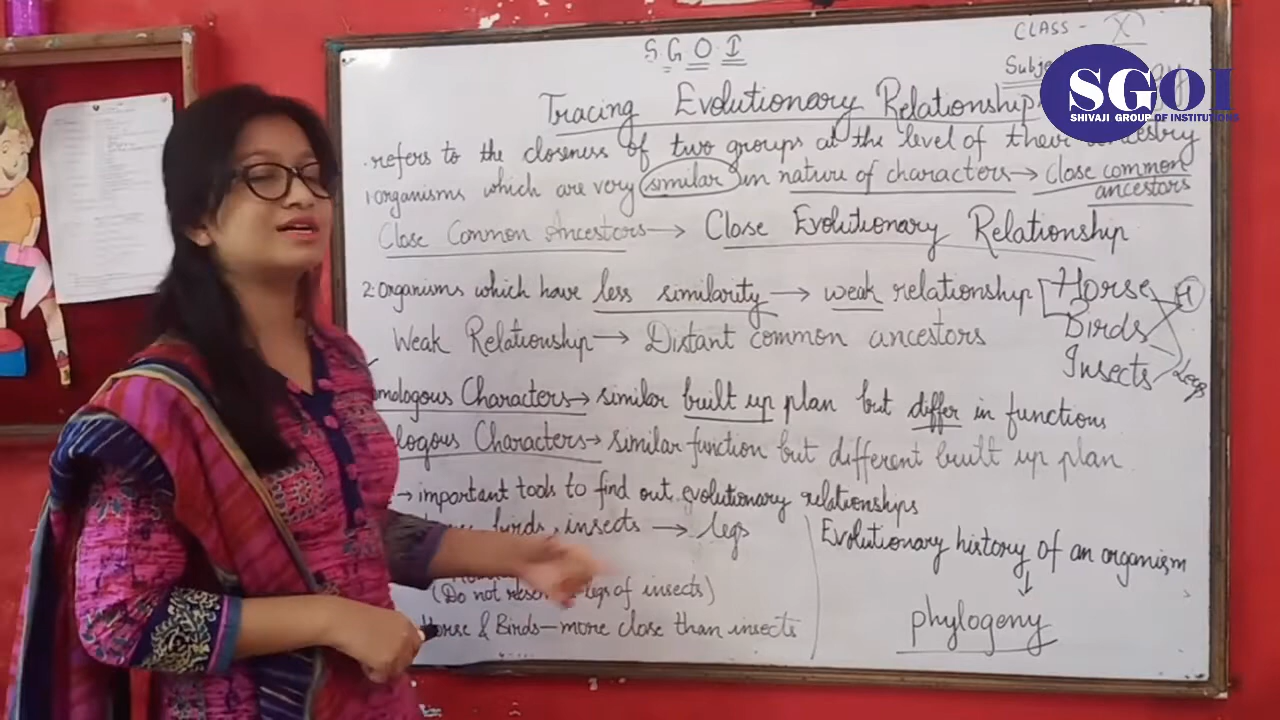 S G O I
CLASS - X
SGOI
SHIVAJI GROUP OF INSTITUTIONS
Tracing Evolutionary Relationship
refers to the closeness of two groups at the level of their ancestry
1 organisms which are very similar in nature of characters → close common ancestors
Close Common Ancestors → Close Evolutionary Relationship
2. Organisms which have less similarity → weak relationship
Horse
Birds
Insects
H
Legs
Weak Relationship → Distant common ancestors
mologous Characters → similar built up plan but differ in functions
logous Characters → similar function but different built up plan
→ important tools to find out evolutionary relationships
birds, insects → legs
(Do not legs of insects)
Horse & Birds — more close than insects
Evolutionary history of an organism
↓
phylogeny